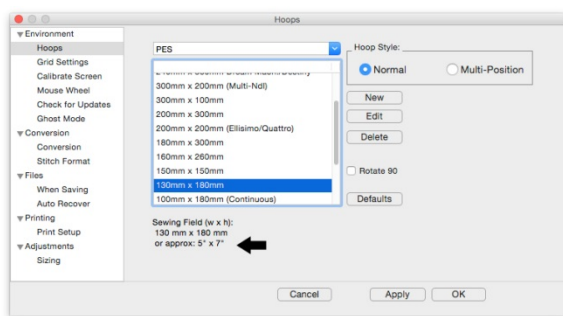 Hoops
Environment
Hoops
Grid Settings
Calibrate Screen
Mouse Wheel
Check for Updates
Ghost Mode
Conversion
Conversion
Stitch Format
Files
When Saving
Auto Recover
Printing
Print Setup
Adjustments
Sizing
PES
300mm x 200mm (Multi-Ndl)
300mm x 100mm
200mm x 300mm
200mm x 200mm (Ellisimo/Quattro)
180mm x 300mm
160mm x 260mm
150mm x 150mm
130mm x 180mm
100mm x 180mm (Continuous)
Sewing Field (w x h):
130 mm x 180 mm
or approx: 5" x 7"
Hoop Style:
Normal Multi-Position
New
Edit
Delete
Rotate 90
Defaults
Cancel Apply OK